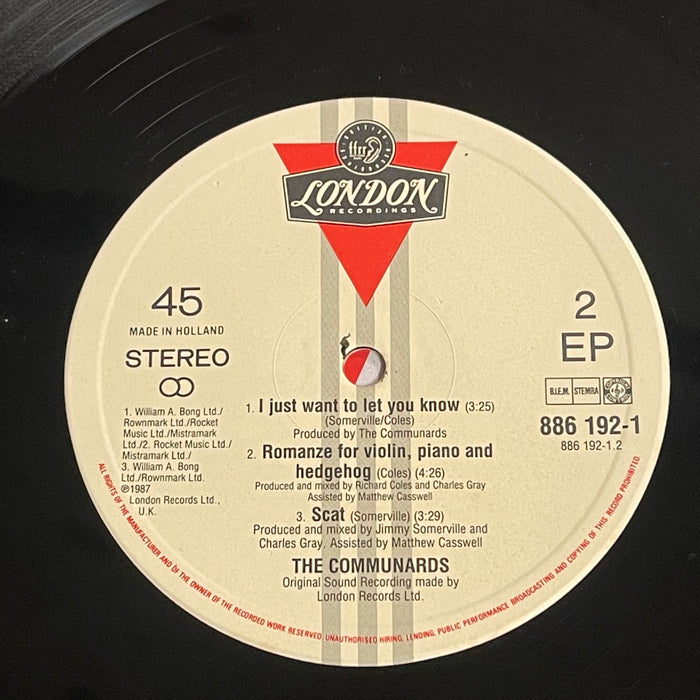 ffrr
LONDON
RECORDINGS
45
MADE IN HOLLAND
STEREO
2
EP
B.I.E.M. STEMRA
886 192-1
886 192-1.2
1. William A. Bong Ltd./
Rownmark Ltd./Rocket
Music Ltd./Mistramark
Ltd./2. Rocket Music Ltd./
Mistramark Ltd./
3. William A. Bong
Ltd./Rownmark Ltd.
℗1987
London Records Ltd.,
U.K.
1. I just want to let you know (3:25)
(Somerville/Coles)
Produced by The Communards
2. Romanze for violin, piano and
hedgehog (Coles) (4:26)
Produced and mixed by Richard Coles and Charles Gray
Assisted by Matthew Casswell
3. Scat (Somerville) (3:29)
Produced and mixed by Jimmy Somerville and
Charles Gray. Assisted by Matthew Casswell
THE COMMUNARDS
Original Sound Recording made by
London Records Ltd.
ALL RIGHTS OF THE MANUFACTURER AND OF THE OWNER OF THE RECORDED WORK RESERVED. UNAUTHORISED HIRING, LENDING, PUBLIC PERFORMANCE BROADCASTING AND COPYING OF THIS RECORD PROHIBITED